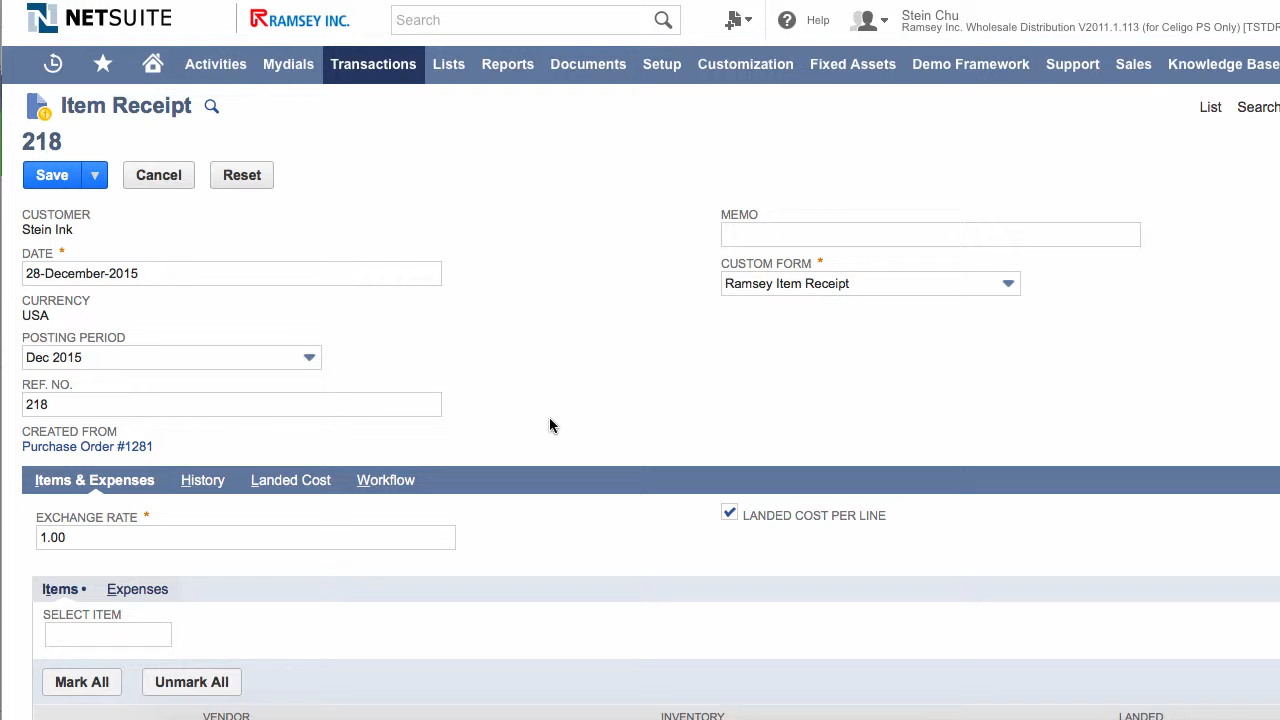 NETSUITE
RAMSEY INC.
Search
Help
Stein Chu
Ramsey Inc. Wholesale Distribution V2011.1.113 (for Celigo PS Only) [TSTDR
Activities Mydials Transactions Lists Reports Documents Setup Customization Fixed Assets Demo Framework Support Sales Knowledge Base
Item Receipt
List Search
218
Save Cancel Reset
CUSTOMER
Stein Ink
DATE *
28-December-2015
CURRENCY
USA
POSTING PERIOD
Dec 2015
REF. NO.
218
CREATED FROM
Purchase Order #1281
MEMO
CUSTOM FORM *
Ramsey Item Receipt
Items & Expenses History Landed Cost Workflow
EXCHANGE RATE *
1.00
LANDED COST PER LINE
Items • Expenses
SELECT ITEM
Mark All Unmark All
VENDOR INVENTORY LANDED